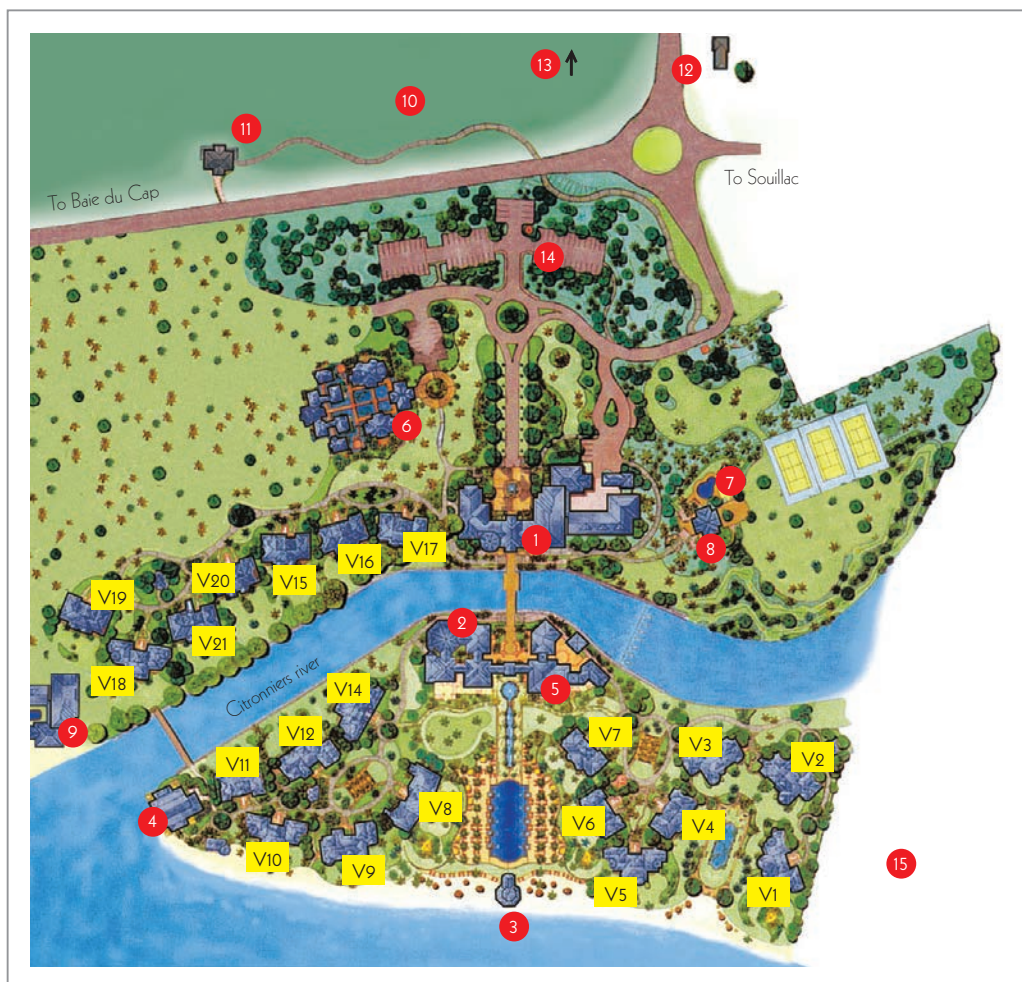 13
12
10
11
To Baie du Cap
To Souillac
14
6
7
1
8
V17
V16
V15
V20
V19
V21
V18
2
Citronniers river
5
V14
9
V12
V7
V3
V2
V11
V8
V6
V4
4
V10
V9
V5
V1
15
3